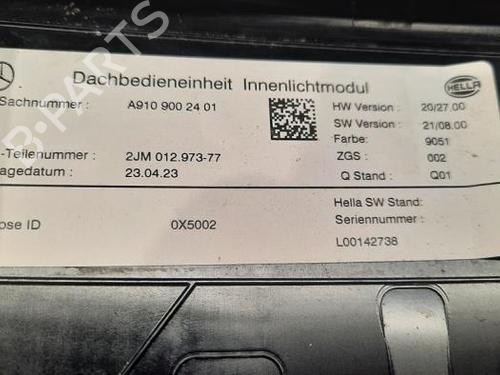 Dachbedieneinheit Innenlichtmodul
HELLA
Sachnummer : A910 900 24 01
-Teilenummer : 2JM 012.973-77
agedatum : 23.04.23
ose ID 0X5002
HW Version : 20/27.00
SW Version : 21/08.00
Farbe: 9051
ZGS : 002
Q Stand : Q01
Hella SW Stand:
Seriennummer :
L00142738
B-PARTS